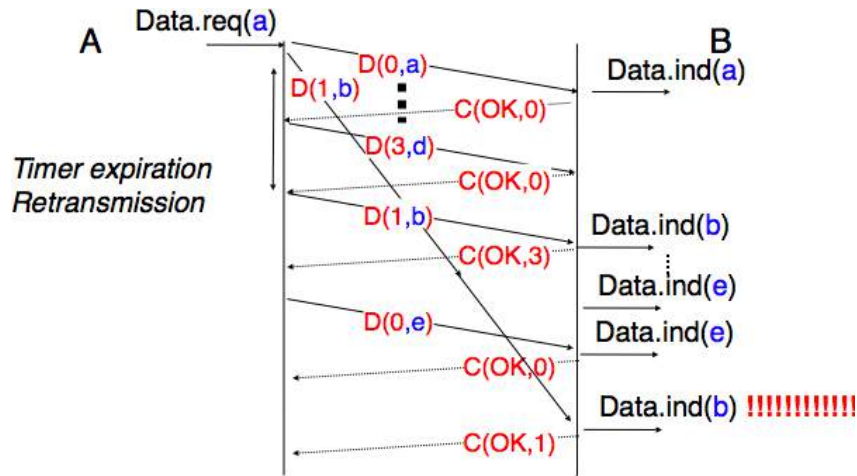 A
Data.req(a)
B
D(0,a)
Data.ind(a)
D(1,b)
C(OK,0)
D(3,d)
Timer expiration
Retransmission
C(OK,0)
D(1,b)
Data.ind(b)
C(OK,3)
Data.ind(e)
D(0,e)
Data.ind(e)
C(OK,0)
Data.ind(b) !!!!!!!!!!!!!
C(OK,1)